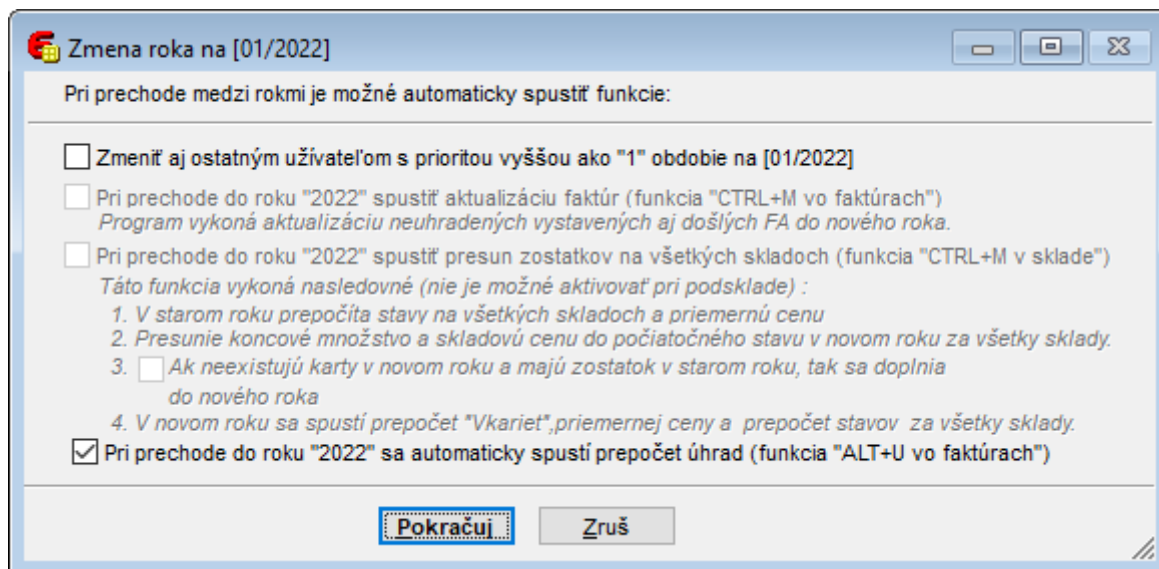 Zmena roka na [01/2022]
Pri prechode medzi rokmi je možné automaticky spustiť funkcie:
Zmeniť aj ostatným užívateľom s prioritou vyššou ako "1" obdobie na [01/2022]
Pri prechode do roku "2022" spustiť aktualizáciu faktúr (funkcia "CTRL+M vo faktúrach")
Program vykoná aktualizáciu neuhradených vystavených aj došlých FA do nového roka.
Pri prechode do roku "2022" spustiť presun zostatkov na všetkých skladoch (funkcia "CTRL+M v sklade")
Táto funkcia vykoná nasledovné (nie je možné aktivovať pri podsklade) :
1. V starom roku prepočíta stavy na všetkých skladoch a priemernú cenu
2. Presunie koncové množstvo a skladovú cenu do počiatočného stavu v novom roku za všetky sklady.
3. Ak neexistujú karty v novom roku a majú zostatok v starom roku, tak sa doplnia
do nového roka
4. V novom roku sa spustí prepočet "Vkariet",priemernej ceny a prepočet stavov za všetky sklady.
Pri prechode do roku "2022" sa automaticky spustí prepočet úhrad (funkcia "ALT+U vo faktúrach")
Pokračuj
Zruš